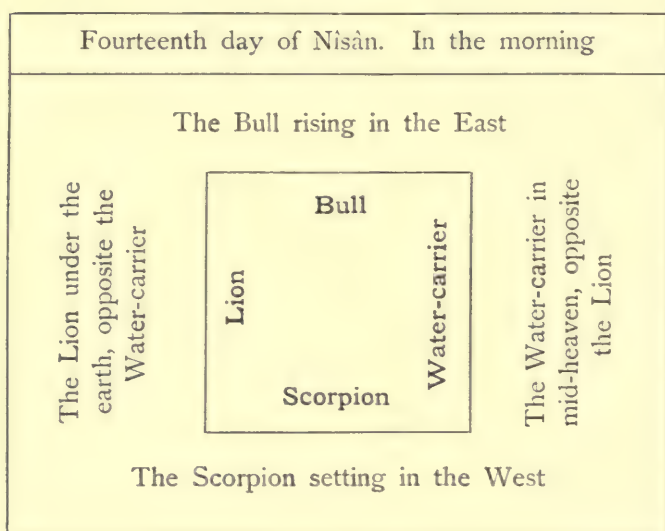 Fourteenth day of Nîsàn. In the morning
The Bull rising in the East
The Lion under the
earth, opposite the
Water-carrier
Bull
Lion
Water-carrier
Scorpion
The Water-carrier in
mid-heaven, opposite
the Lion
The Scorpion setting in the West